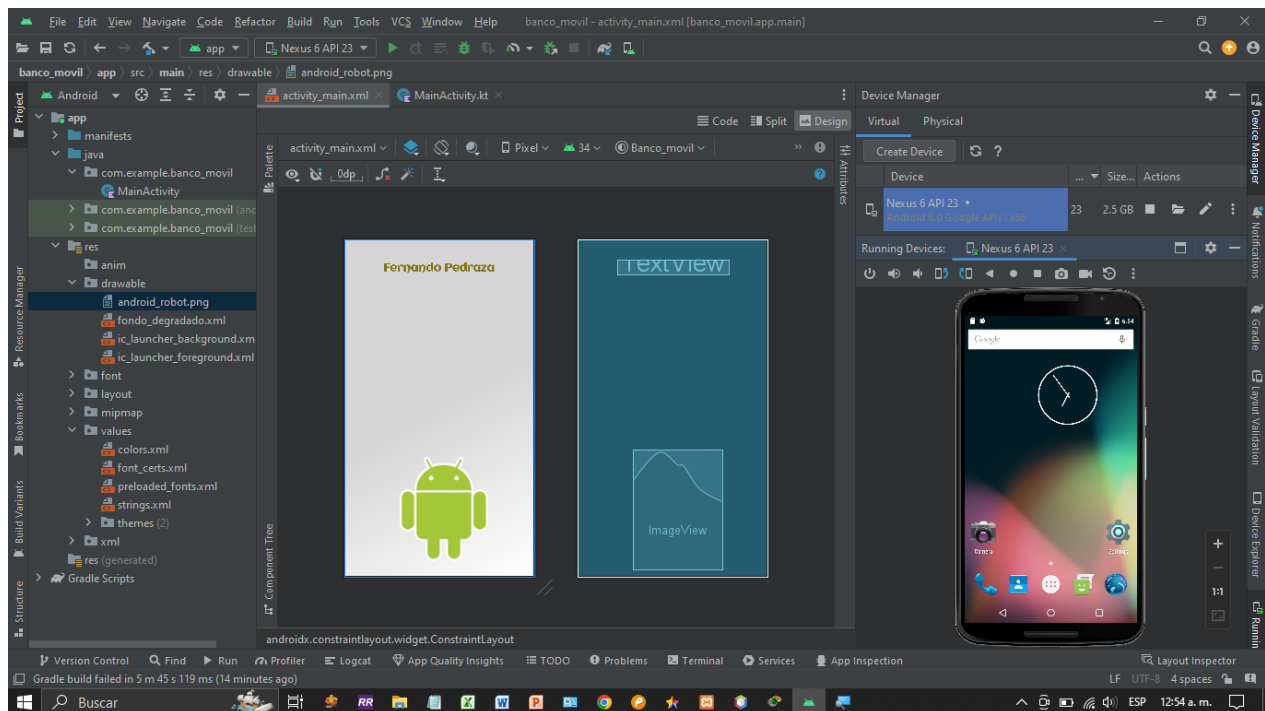 File Edit View Navigate Code Refactor Build Run Tools VCS Window Help banco_movil - activity_main.xml [banco_movil.app.main]
app Nexus 6 API 23
banco_movil app src main res drawable android_robot.png
Project
Android
activity_main.xml MainActivity.kt
Device Manager
app
manifests
java
com.example.banco_movil
MainActivity
com.example.banco_movil (anc
com.example.banco_movil (test
res
anim
drawable
android_robot.png
fondo_degradado.xml
ic_launcher_background.xm
ic_launcher_foreground.xml
font
layout
mipmap
values
colors.xml
font_certs.xml
preloaded_fonts.xml
strings.xml
themes (2)
xml
res (generated)
Gradle Scripts
Resource Manager
Bookmarks
Build Variants
Structure
Code Split Design
Palette
activity_main.xml Pixel 34 Banco_movil
0dp
Attributes
Fernando Pedraza
TextView
ImageView
Component Tree
androidx.constraintlayout.widget.ConstraintLayout
Virtual Physical
Create Device ?
Device ... Size... Actions
Nexus 6 API 23 23 2.5 GB
Android 6.0 Google APIs | x86
Running Devices: Nexus 6 API 23
Google
Camera
Settings
1:1
Device Manager
Notifications
Gradle
Layout Validation
Device Explorer
Runnin
Version Control Find Run Profiler Logcat App Quality Insights TODO Problems Terminal Services App Inspection Layout Inspector
Gradle build failed in 5 m 45 s 119 ms (14 minutes ago) LF UTF-8 4 spaces
Buscar RR ESP 12:54 a. m.